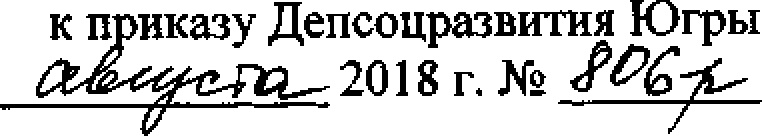 к приказу Депсоцразвития Югры
августа 2018 г. № 806-р